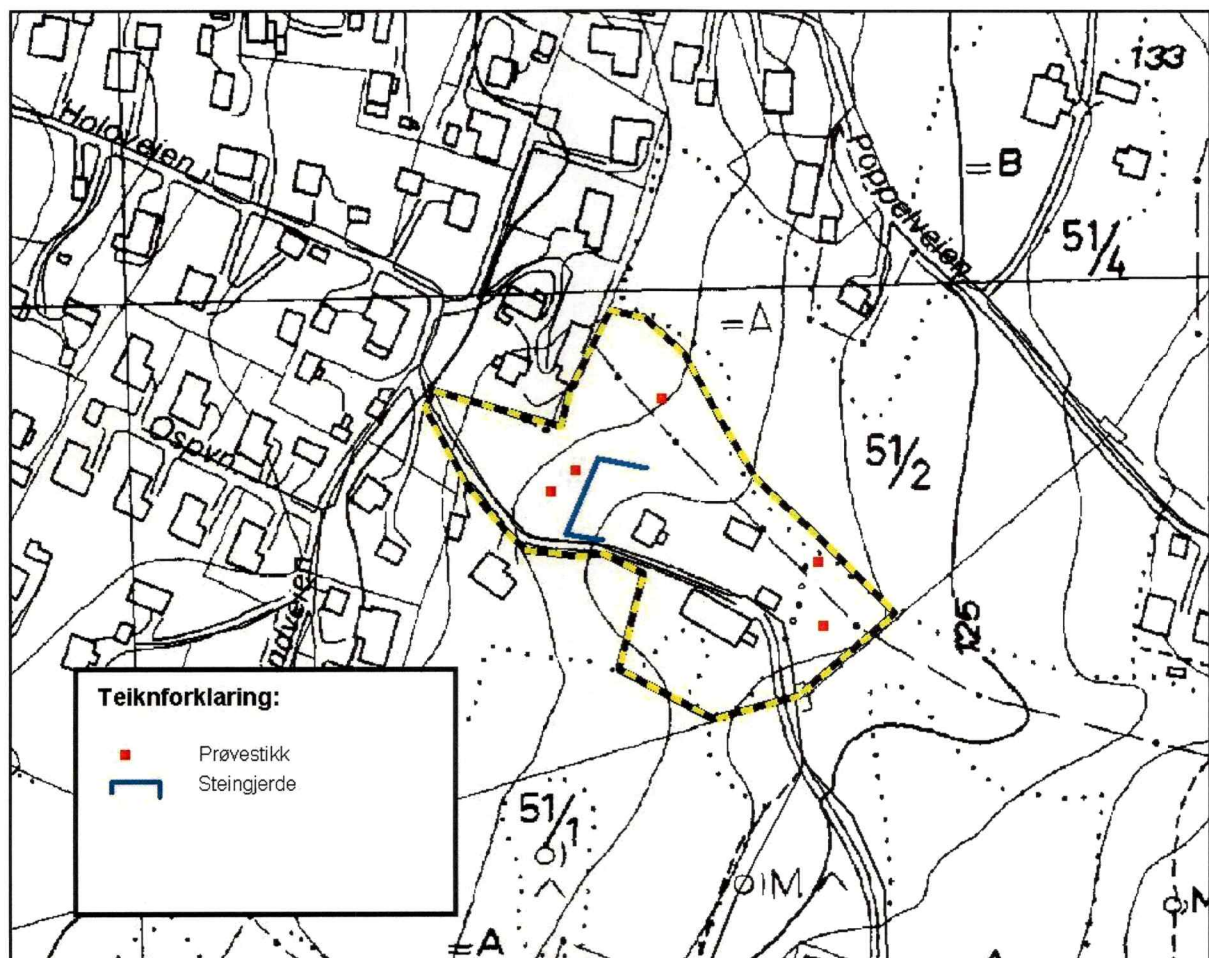 133
Holoveien
Poppelveien
=B
51/4
=A
Ospvn
51/2
125
Teiknforklaring:
Prøvestikk
Steingjerde
51/1
M
M
=A
A